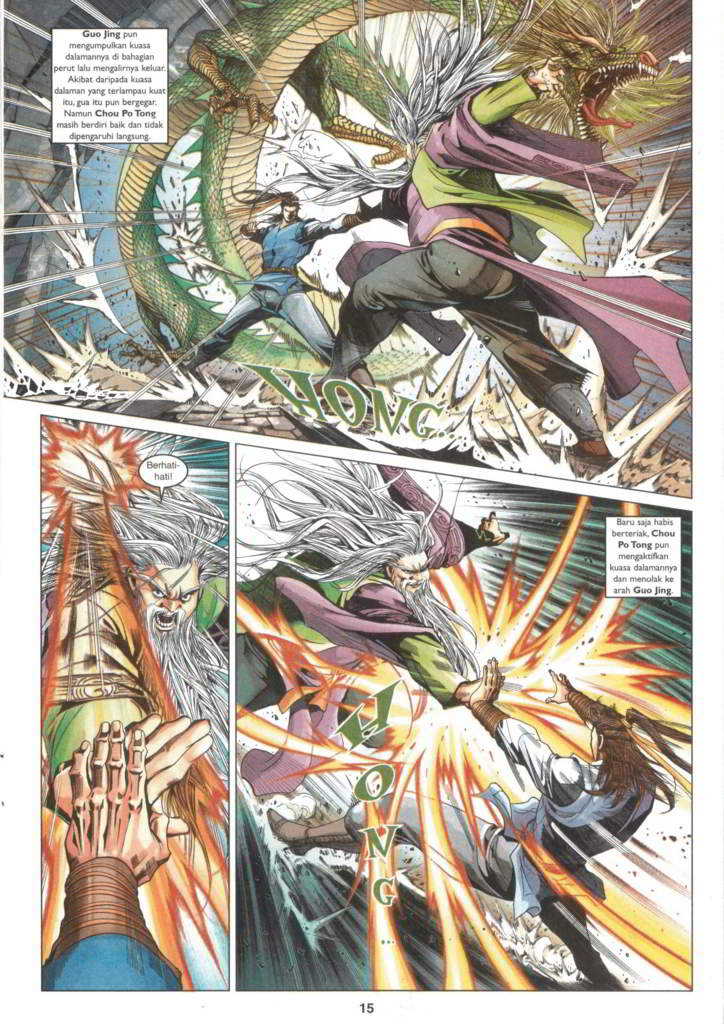 Guo Jing pun
mengumpulkan kuasa
dalamannya di bahagian
perut lalu mengalirnya keluar.
Akibat daripada kuasa
dalaman yang terlampau kuat
itu, gua itu pun bergegar.
Namun Chou Po Tong
masih berdiri baik dan tidak
dipengaruhi langsung.
HONG...
Berhati-
hati!
Baru saja habis
berteriak, Chou
Po Tong pun
mengaktifkan
kuasa dalamannya
dan menolak ke
arah Guo Jing.
HONG...
15